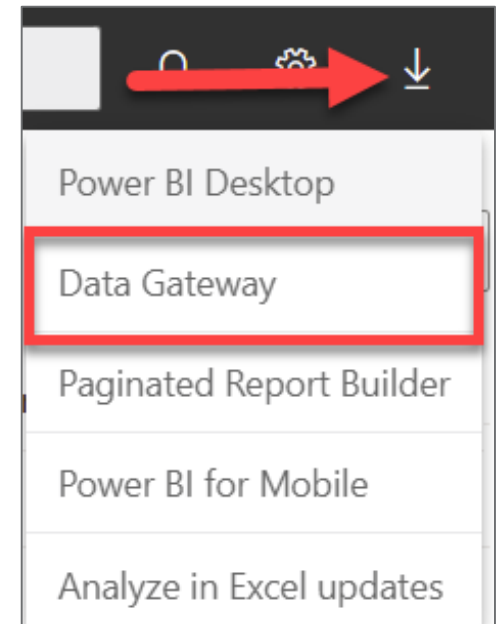 Power BI Desktop
Data Gateway
Paginated Report Builder
Power BI for Mobile
Analyze in Excel updates